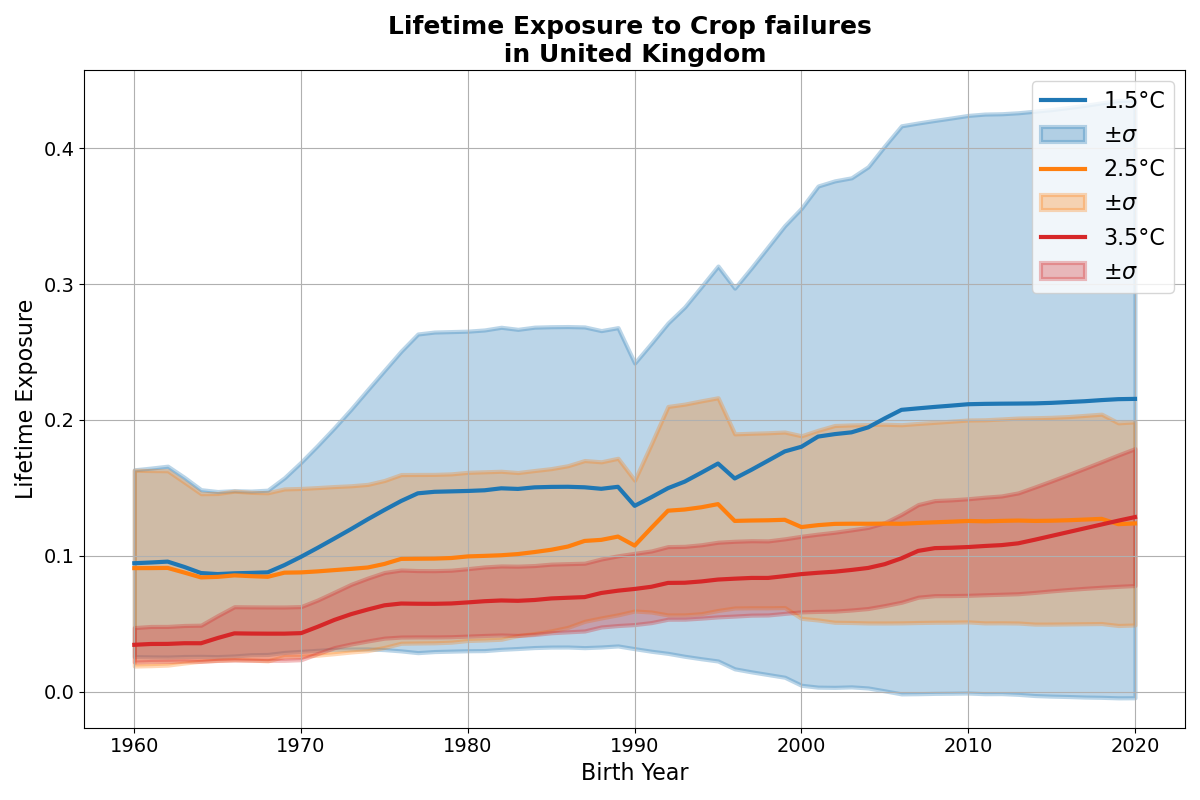 Lifetime Exposure to Crop failures
in United Kingdom
1.5°C
±σ
2.5°C
±σ
3.5°C
±σ
Lifetime Exposure
0.4
0.3
0.2
0.1
0.0
1960 1970 1980 1990 2000 2010 2020
Birth Year